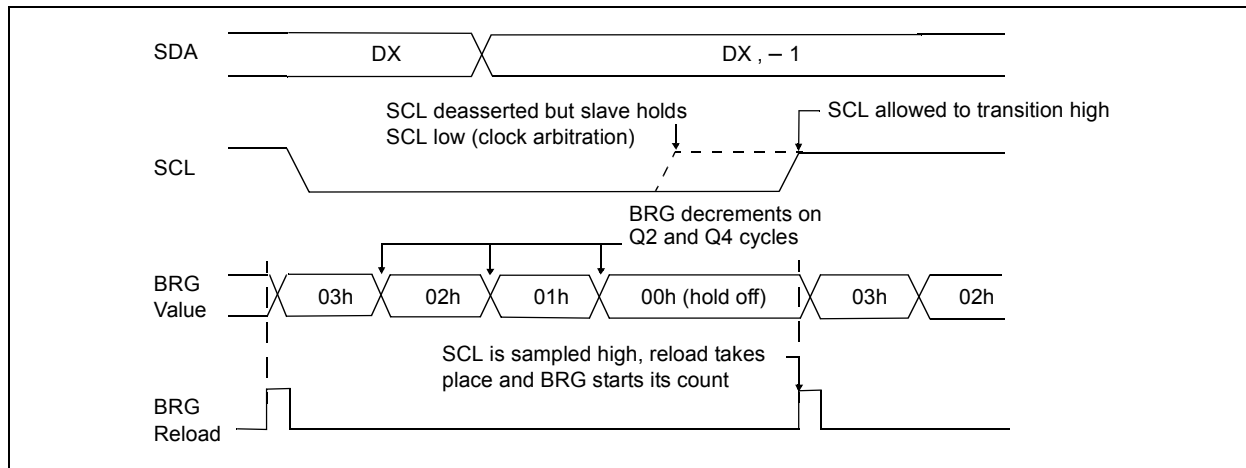 SDA
DX
DX , – 1
SCL deasserted but slave holds
SCL low (clock arbitration)
SCL allowed to transition high
SCL
BRG decrements on
Q2 and Q4 cycles
BRG
Value
03h
02h
01h
00h (hold off)
03h
02h
SCL is sampled high, reload takes
place and BRG starts its count
BRG
Reload